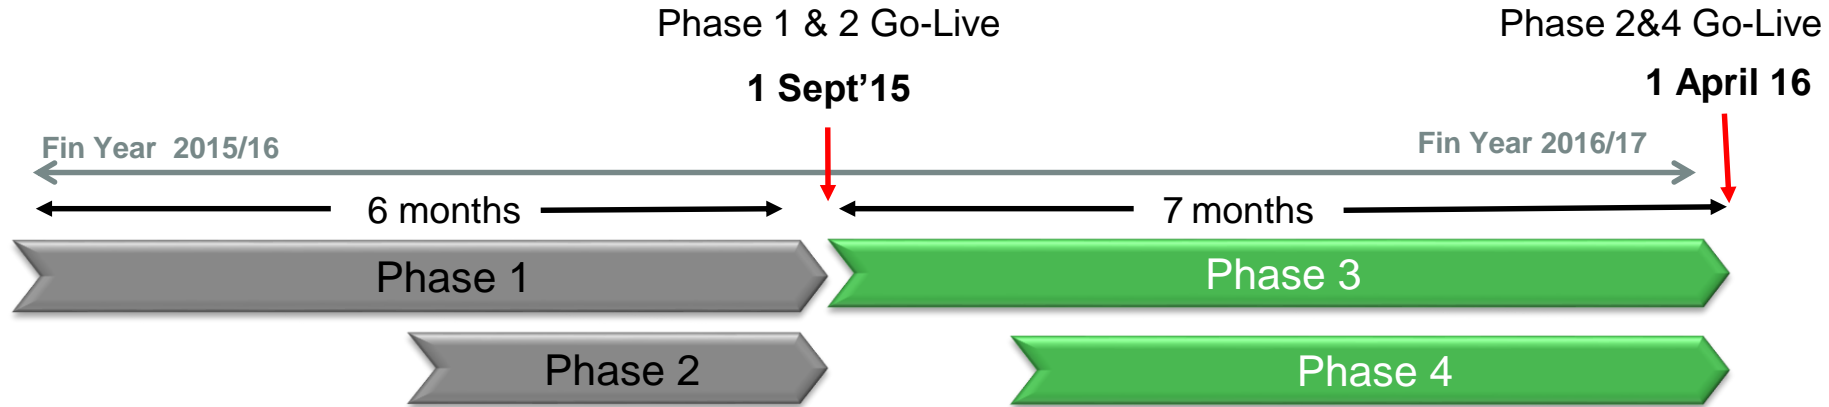 Phase 1 & 2 Go-Live
Phase 2&4 Go-Live
1 Sept’15
1 April 16
Fin Year 2015/16
Fin Year 2016/17
6 months
7 months
Phase 1
Phase 3
Phase 2
Phase 4